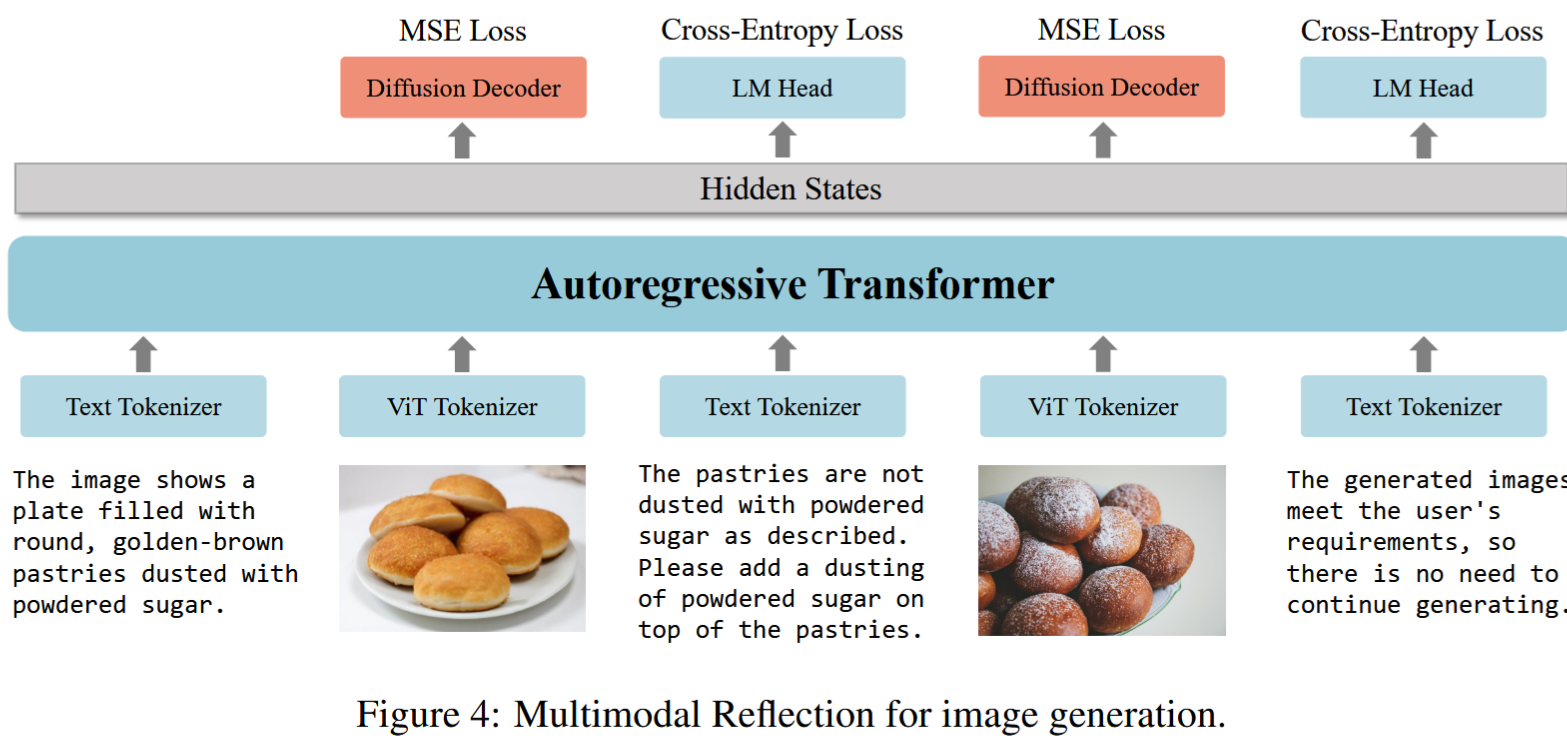 MSE Loss
Cross-Entropy Loss
MSE Loss
Cross-Entropy Loss
Diffusion Decoder
LM Head
Diffusion Decoder
LM Head
Hidden States
Autoregressive Transformer
Text Tokenizer
ViT Tokenizer
Text Tokenizer
ViT Tokenizer
Text Tokenizer
The image shows a
plate filled with
round, golden-brown
pastries dusted with
powdered sugar.
The pastries are not
dusted with powdered
sugar as described.
Please add a dusting
of powdered sugar on
top of the pastries.
The generated images
meet the user's
requirements, so
there is no need to
continue generating.
Figure 4: Multimodal Reflection for image generation.